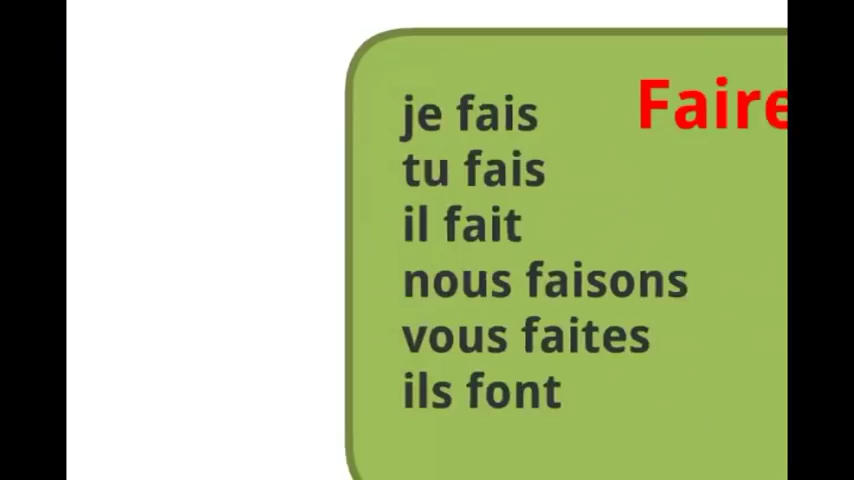 Faire
je fais
tu fais
il fait
nous faisons
vous faites
ils font